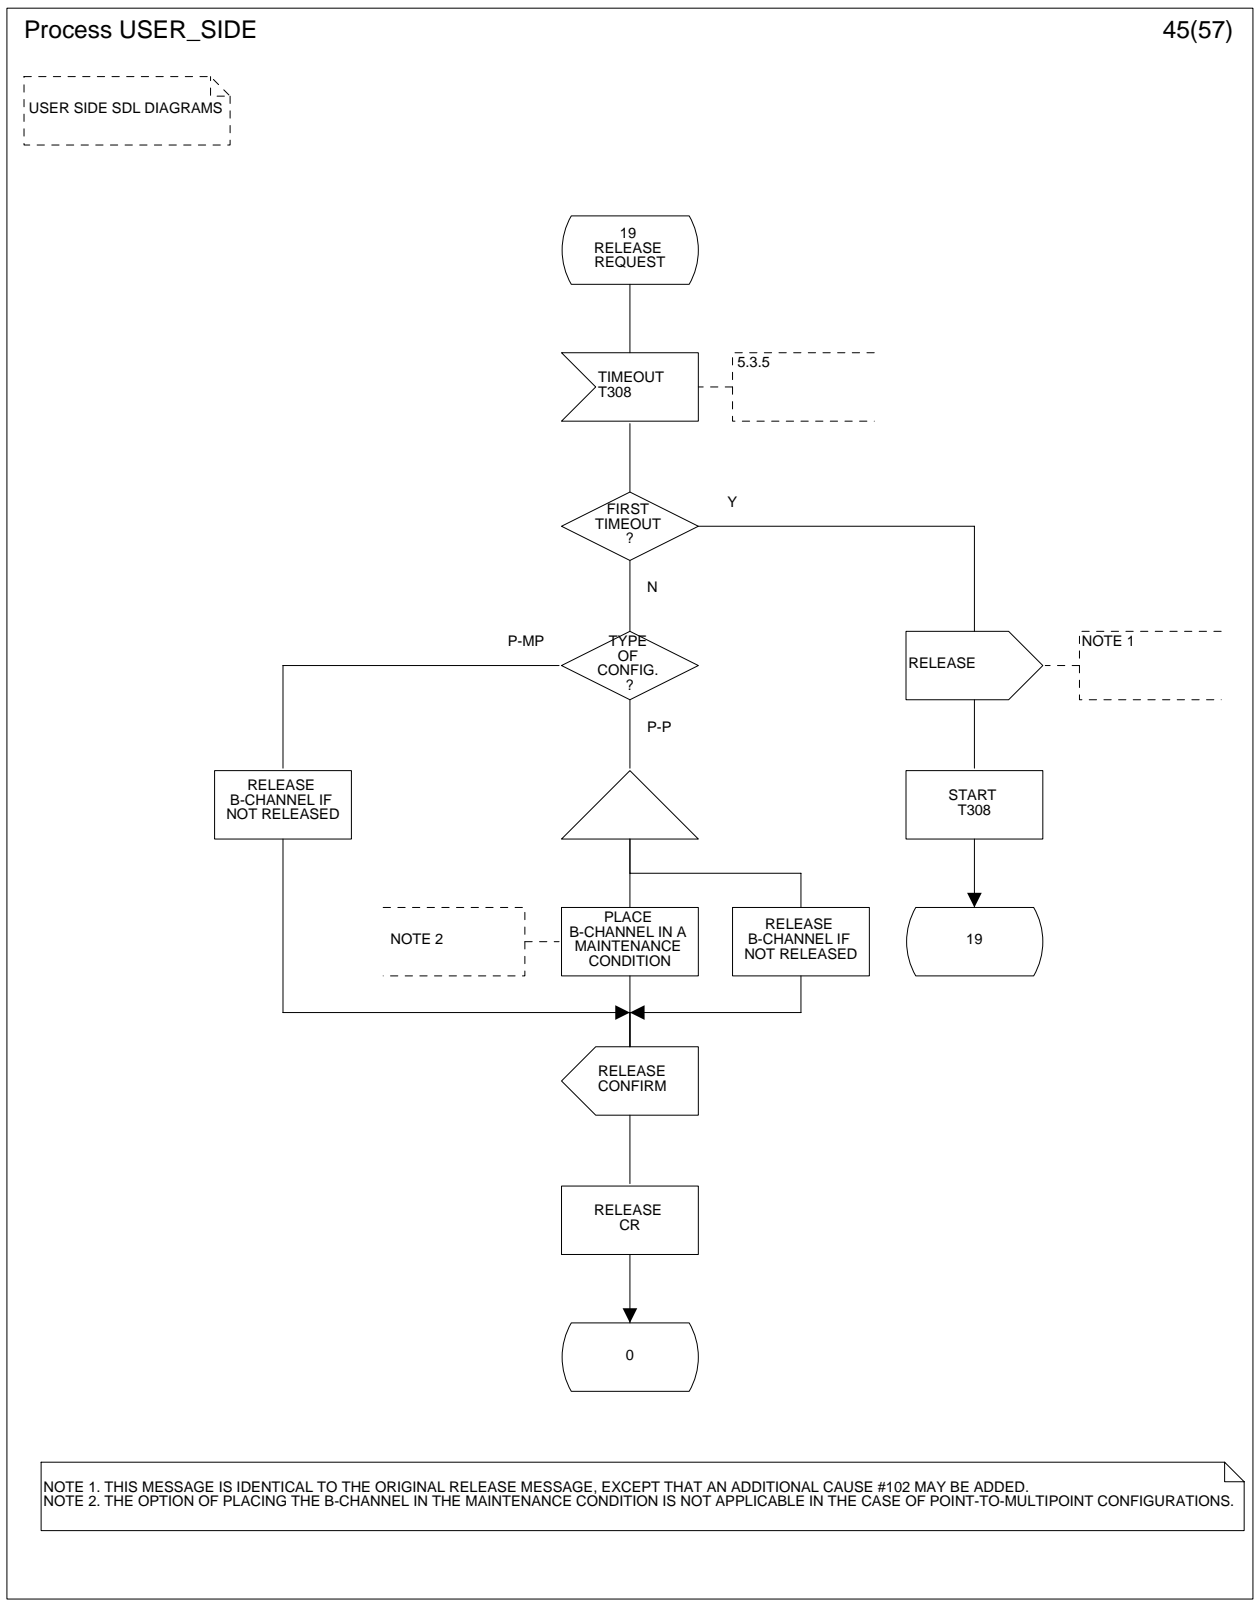 Process USER_SIDE
45(57)
USER SIDE SDL DIAGRAMS
19
RELEASE
REQUEST
TIMEOUT
T308
5.3.5
FIRST
TIMEOUT
?
Y
N
P-MP
TYPE
OF
CONFIG.
?
P-P
RELEASE
NOTE 1
RELEASE
B-CHANNEL IF
NOT RELEASED
START
T308
NOTE 2
PLACE
B-CHANNEL IN A
MAINTENANCE
CONDITION
RELEASE
B-CHANNEL IF
NOT RELEASED
19
RELEASE
CONFIRM
RELEASE
CR
0
NOTE 1. THIS MESSAGE IS IDENTICAL TO THE ORIGINAL RELEASE MESSAGE, EXCEPT THAT AN ADDITIONAL CAUSE #102 MAY BE ADDED.
NOTE 2. THE OPTION OF PLACING THE B-CHANNEL IN THE MAINTENANCE CONDITION IS NOT APPLICABLE IN THE CASE OF POINT-TO-MULTIPOINT CONFIGURATIONS.